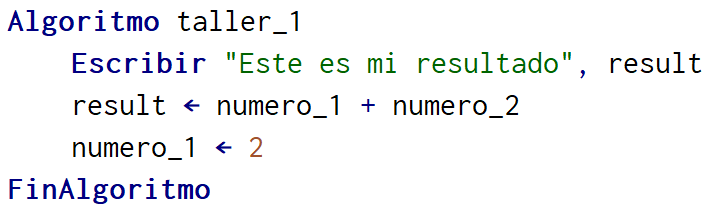 Algoritmo taller_1
Escribir "Este es mi resultado", result
result ← numero_1 + numero_2
numero_1 ← 2
FinAlgoritmo